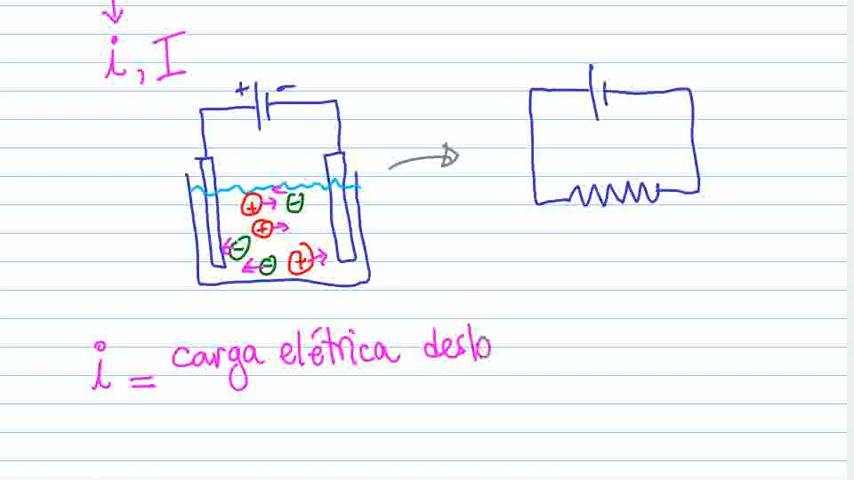 i, I
+ -
+ -
+
- - +
i = carga elétrica deslo